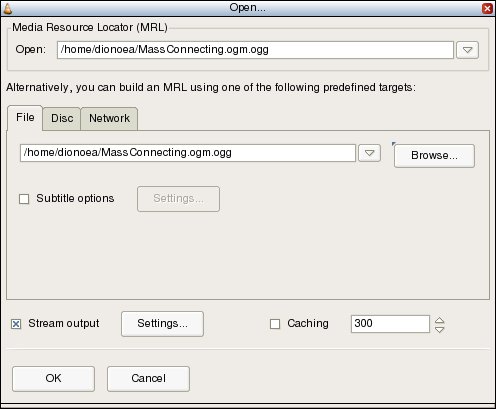 Open...
Media Resource Locator (MRL)
Open: /home/dionoea/MassConnecting.ogm.ogg
Alternatively, you can build an MRL using one of the following predefined targets:
File Disc Network
/home/dionoea/MassConnecting.ogm.ogg Browse...
Subtitle options Settings...
Stream output Settings... Caching 300
OK Cancel